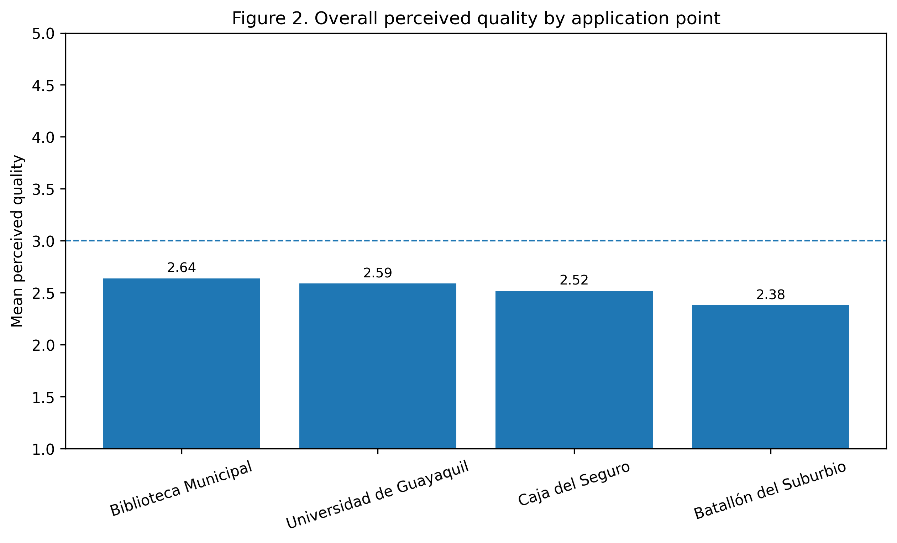 Figure 2. Overall perceived quality by application point
Mean perceived quality
5.0
4.5
4.0
3.5
3.0
2.5
2.0
1.5
1.0
2.64
2.59
2.52
2.38
Biblioteca Municipal
Universidad de Guayaquil
Caja del Seguro
Batallón del Suburbio